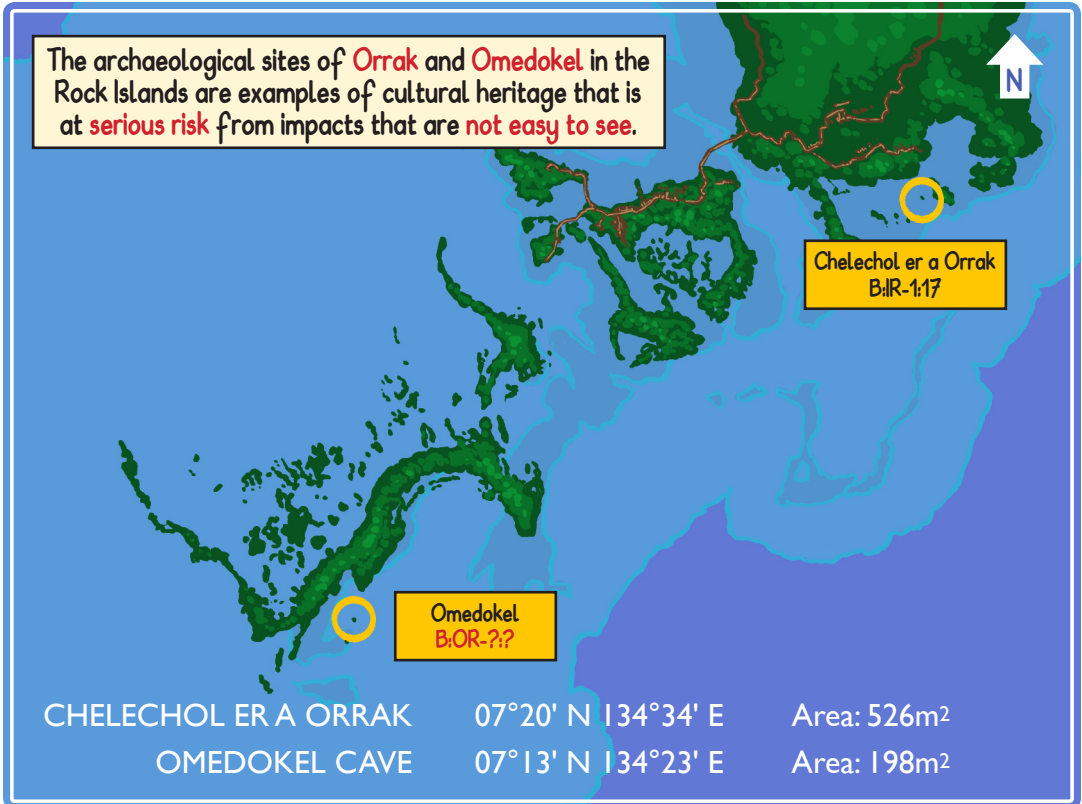 The archaeological sites of Orrak and Omedokel in the
Rock Islands are examples of cultural heritage that is
at serious risk from impacts that are not easy to see.
N
Chelechol er a Orrak
B:IR-1:17
Omedokel
B:OR-?:?
CHELECHOL ER A ORRAK 07°20' N 134°34' E Area: 526m²
OMEDOKEL CAVE 07°13' N 134°23' E Area: 198m²